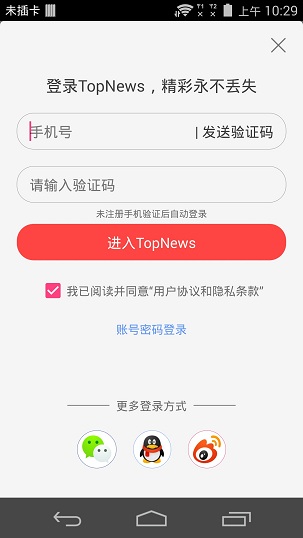 未插卡 上午 10:29
登录TopNews，精彩永不丢失
手机号 | 发送验证码
请输入验证码
未注册手机验证后自动登录
进入TopNews
我已阅读并同意“用户协议和隐私条款”
账号密码登录
更多登录方式